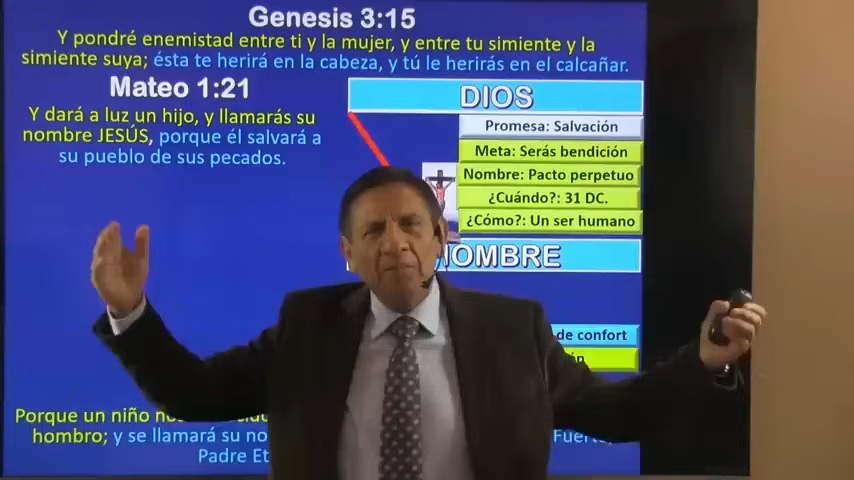 Genesis 3:15
Y pondré enemistad entre ti y la mujer, y entre tu simiente y la
simiente suya; ésta te herirá en la cabeza, y tú le herirás en el calcañar.
Mateo 1:21
Y dará a luz un hijo, y llamarás su
nombre JESÚS, porque él salvará a
su pueblo de sus pecados.
DIOS
Promesa: Salvación
Meta: Serás bendición
Nombre: Pacto perpetuo
¿Cuándo?: 31 DC.
¿Cómo?: Un ser humano
OMBRE
de confort
Porque un niño
hombro; y se llamará su no
Fuerte,
Padre Et